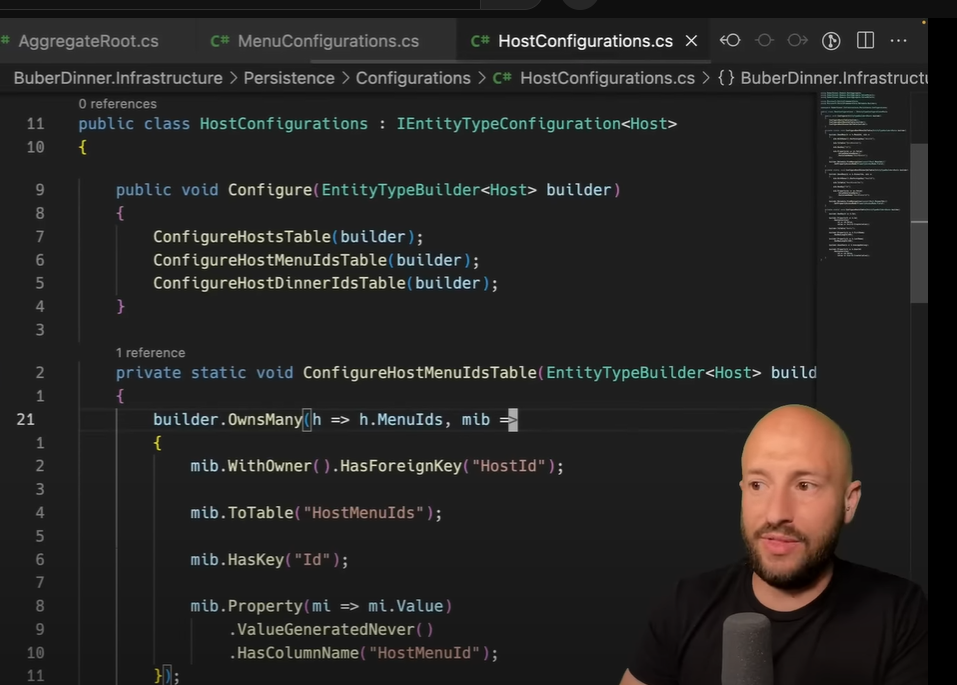 AggregateRoot.cs C# MenuConfigurations.cs C# HostConfigurations.cs
BuberDinner.Infrastructure > Persistence > Configurations > C# HostConfigurations.cs > {} BuberDinner.Infrastructu
0 references
11 public class HostConfigurations : IEntityTypeConfiguration<Host>
10 {
9 public void Configure(EntityTypeBuilder<Host> builder)
8 {
7 ConfigureHostsTable(builder);
6 ConfigureHostMenuIdsTable(builder);
5 ConfigureHostDinnerIdsTable(builder);
4 }
3
1 reference
2 private static void ConfigureHostMenuIdsTable(EntityTypeBuilder<Host> build
1 {
21 builder.OwnsMany(h => h.MenuIds, mib =>
1 {
2 mib.WithOwner().HasForeignKey("HostId");
3
4 mib.ToTable("HostMenuIds");
5
6 mib.HasKey("Id");
7
8 mib.Property(mi => mi.Value)
9 .ValueGeneratedNever()
10 .HasColumnName("HostMenuId");
11 });